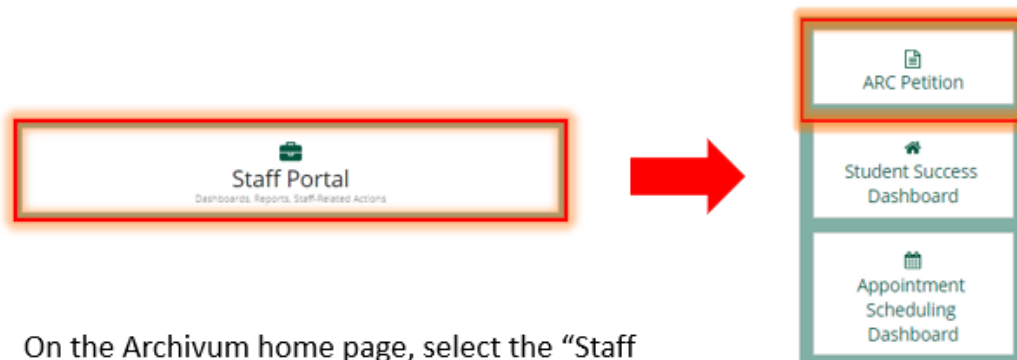 Staff Portal
Dashboards, Reports, Staff-Related Actions
ARC Petition
Student Success
Dashboard
Appointment
Scheduling
Dashboard
On the Archivum home page, select the “Staff